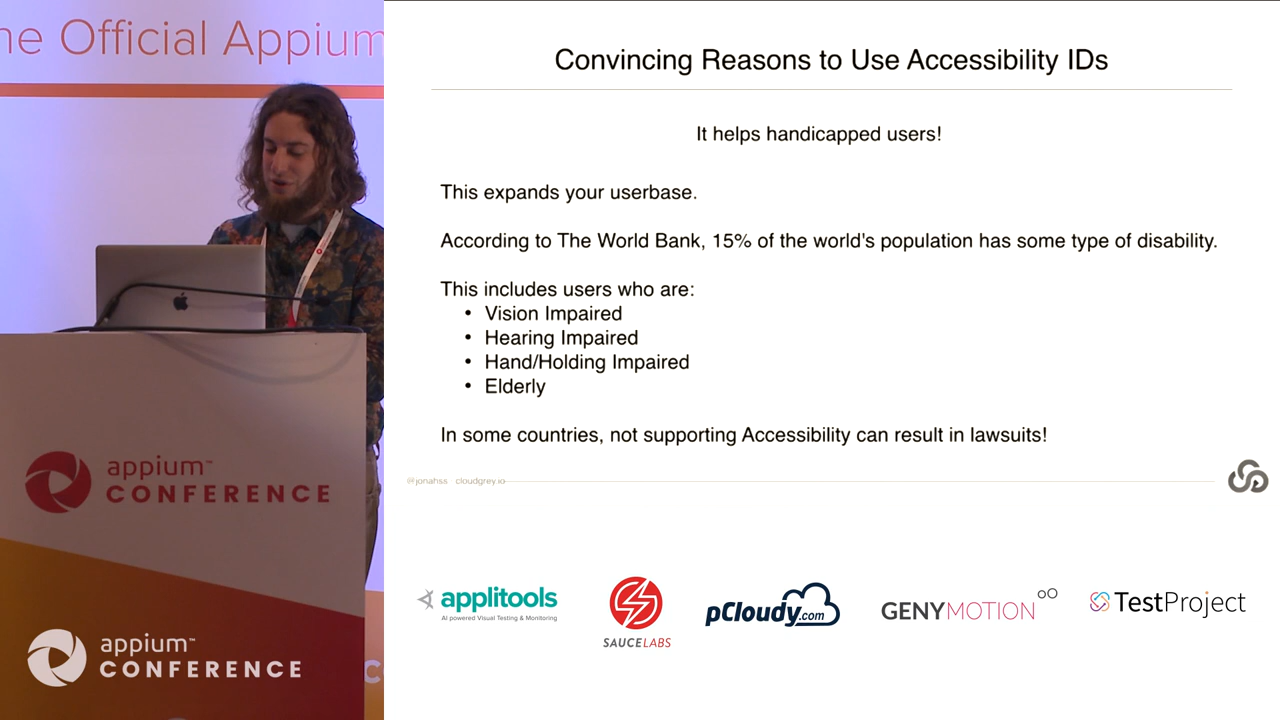 ne Official Appium
appium™
CONFERENCE
appium™
CONFERENCE
Convincing Reasons to Use Accessibility IDs
It helps handicapped users!
This expands your userbase.
According to The World Bank, 15% of the world's population has some type of disability.
This includes users who are:
• Vision Impaired
• Hearing Impaired
• Hand/Holding Impaired
• Elderly
In some countries, not supporting Accessibility can result in lawsuits!
@jonahss cloudgrey.io
applitools
AI powered Visual Testing & Monitoring
SAUCELABS
pCloudy.com
GENYMOTION
TestProject